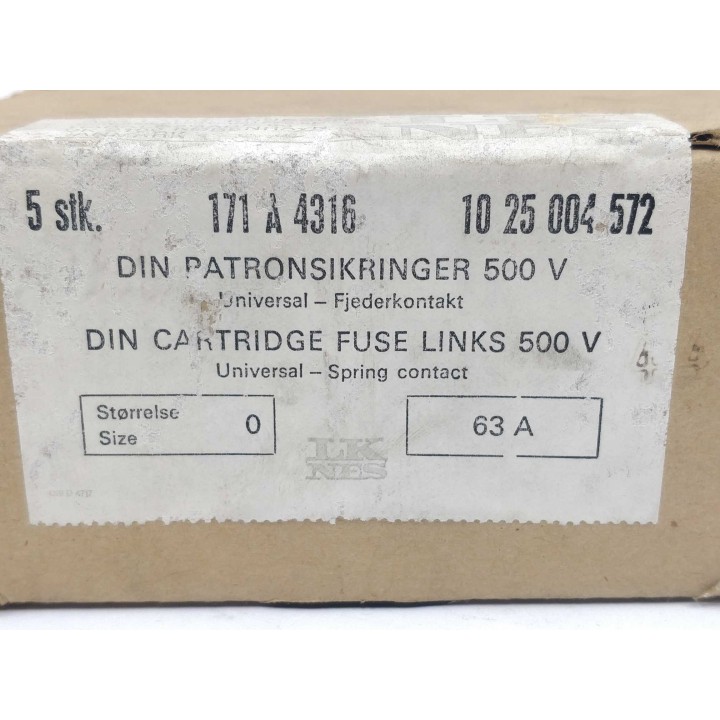 5 stk. 171 A 4316 10 25 004 572
DIN PATRONSIKRINGER 500 V
Universal – Fjederkontakt
DIN CARTRIDGE FUSE LINKS 500 V
Universal – Spring contact
Størrelse
Size 0
63 A
LK
NES